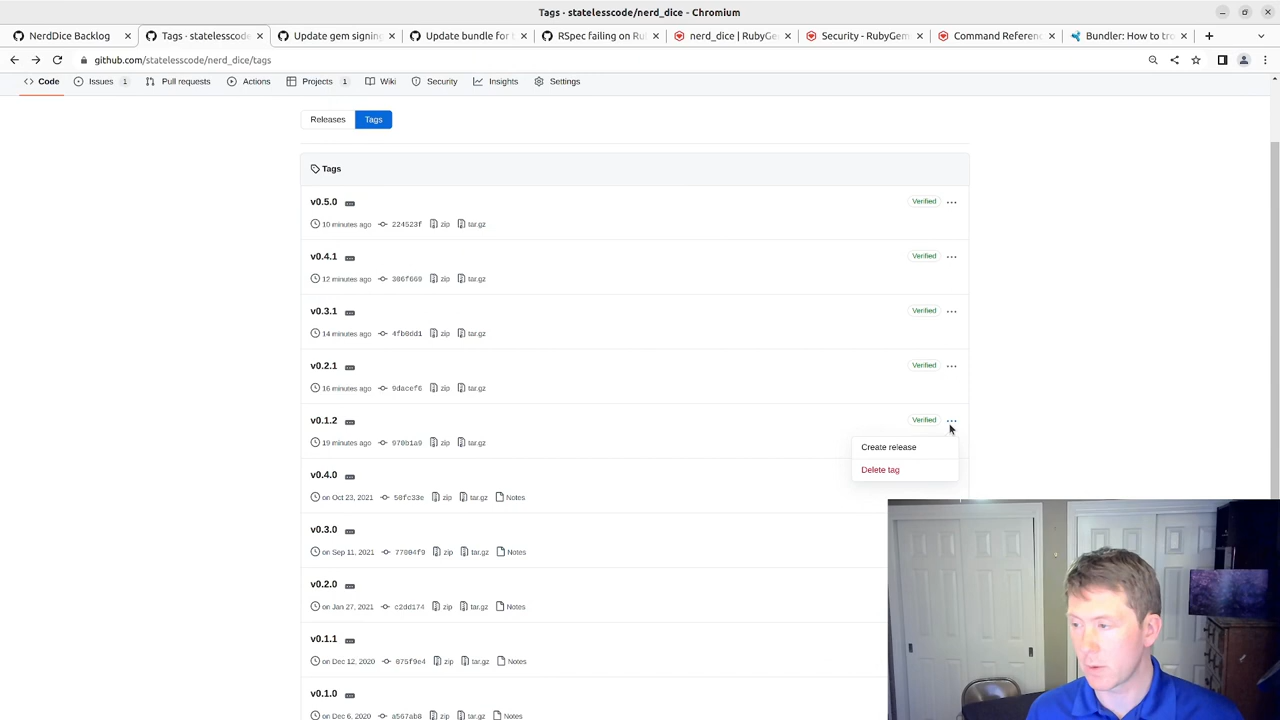 Tags · statelesscode/nerd_dice - Chromium
NerdDice Backlog
Tags · statelesscode
Update gem signing
Update bundle for t
RSpec failing on Ru
nerd_dice | RubyGe
Security - RubyGem
Command Referenc
Bundler: How to tro
github.com/statelesscode/nerd_dice/tags
Code Issues 1 Pull requests Actions Projects 1 Wiki Security Insights Settings
Releases Tags
Tags
v0.5.0 Verified
10 minutes ago 224523f zip tar.gz
v0.4.1 Verified
12 minutes ago 306f669 zip tar.gz
v0.3.1 Verified
14 minutes ago 4fb0dd1 zip tar.gz
v0.2.1 Verified
16 minutes ago 9dacef6 zip tar.gz
v0.1.2 Verified
19 minutes ago 970b1a9 zip tar.gz
Create release
Delete tag
v0.4.0
on Oct 23, 2021 50fc33e zip tar.gz Notes
v0.3.0
on Sep 11, 2021 77004f9 zip tar.gz Notes
v0.2.0
on Jan 27, 2021 c2dd174 zip tar.gz Notes
v0.1.1
on Dec 12, 2020 075f9e4 zip tar.gz Notes
v0.1.0
on Dec 6, 2020 a567ab8 zip tar.gz Notes